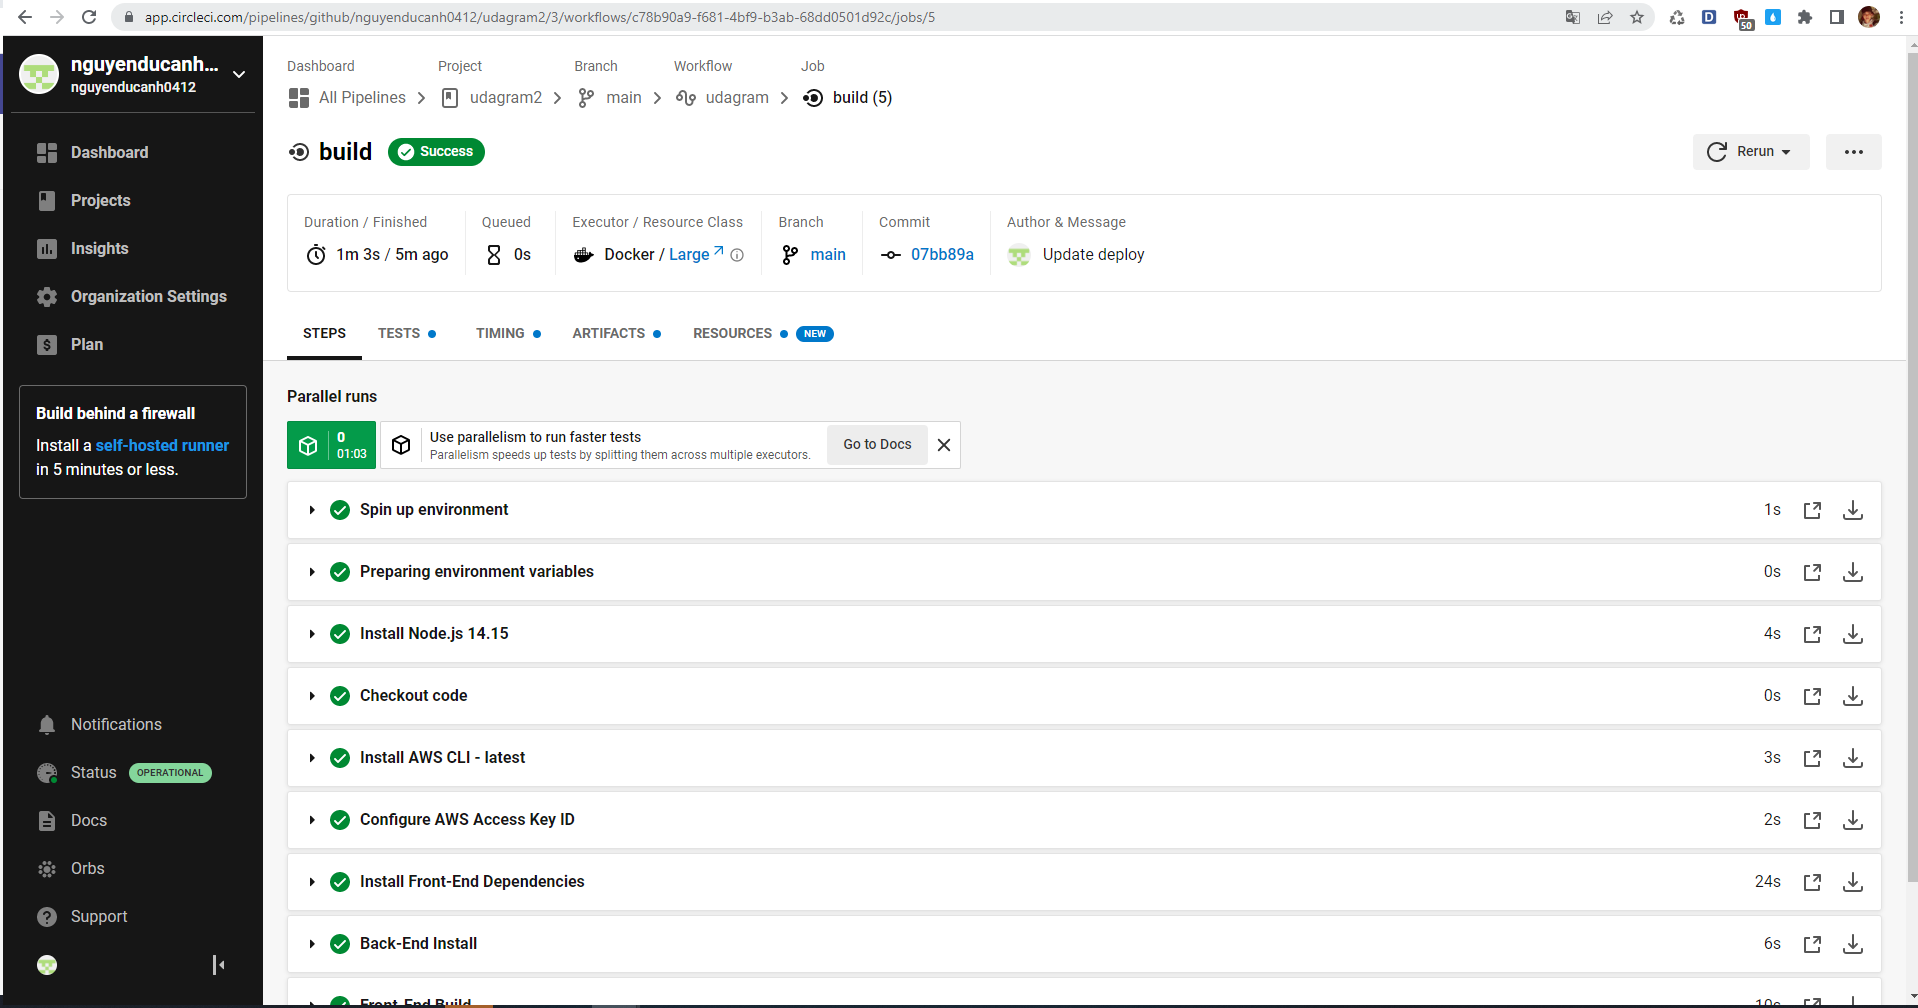 app.circleci.com/pipelines/github/nguyenducanh0412/udagram2/3/workflows/c78b90a9-f681-4bf9-b3ab-68dd0501d92c/jobs/5
50
nguyenducanh...
nguyenducanh0412
Dashboard
Projects
Insights
Organization Settings
Plan
Build behind a firewall
Install a self-hosted runner
in 5 minutes or less.
Notifications
Status OPERATIONAL
Docs
Orbs
Support
Dashboard Project Branch Workflow Job
All Pipelines udagram2 main udagram build (5)
build Success
Rerun
Duration / Finished Queued Executor / Resource Class Branch Commit Author & Message
1m 3s / 5m ago 0s Docker / Large main 07bb89a Update deploy
STEPS TESTS TIMING ARTIFACTS RESOURCES NEW
Parallel runs
0
01:03
Use parallelism to run faster tests
Parallelism speeds up tests by splitting them across multiple executors.
Go to Docs
Spin up environment 1s
Preparing environment variables 0s
Install Node.js 14.15 4s
Checkout code 0s
Install AWS CLI - latest 3s
Configure AWS Access Key ID 2s
Install Front-End Dependencies 24s
Back-End Install 6s
Front-End Build 10s